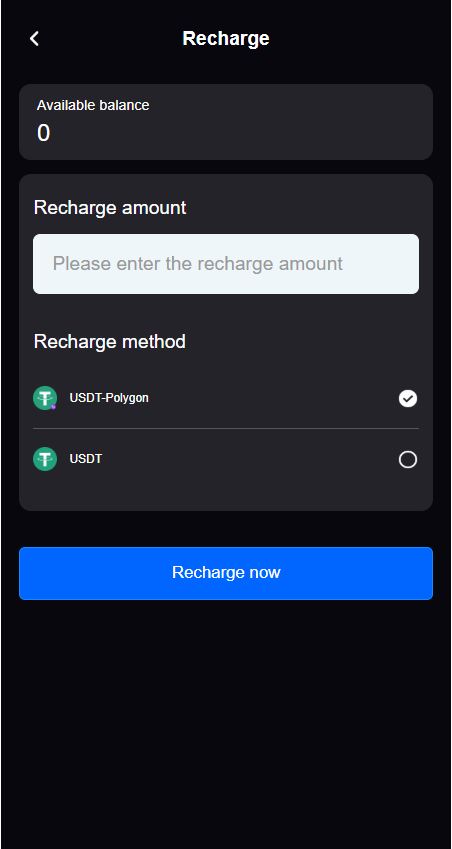 Recharge
Available balance
0
Recharge amount
Please enter the recharge amount
Recharge method
USDT-Polygon
USDT
Recharge now